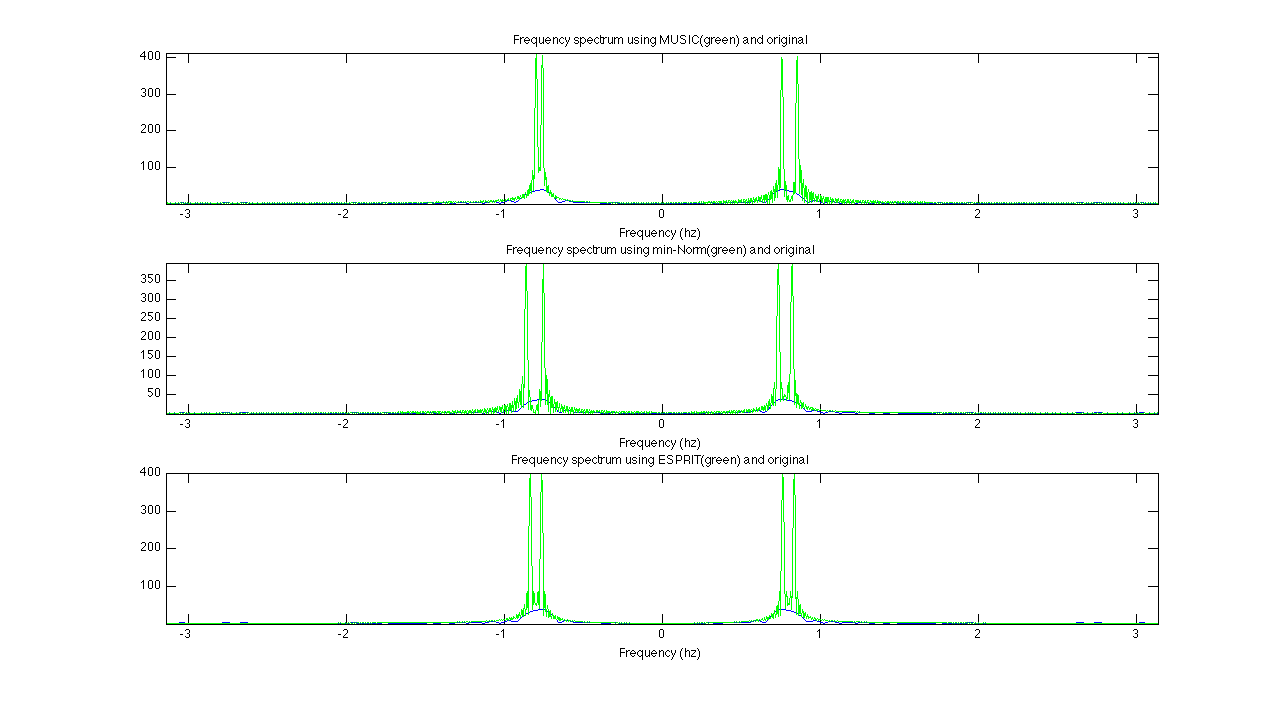 Frequency spectrum using MUSIC(green) and original
400
300
200
100
-3 -2 -1 0 1 2 3
Frequency (hz)
Frequency spectrum using min-Norm(green) and original
350
300
250
200
150
100
50
-3 -2 -1 0 1 2 3
Frequency (hz)
Frequency spectrum using ESPRIT(green) and original
400
300
200
100
-3 -2 -1 0 1 2 3
Frequency (hz)